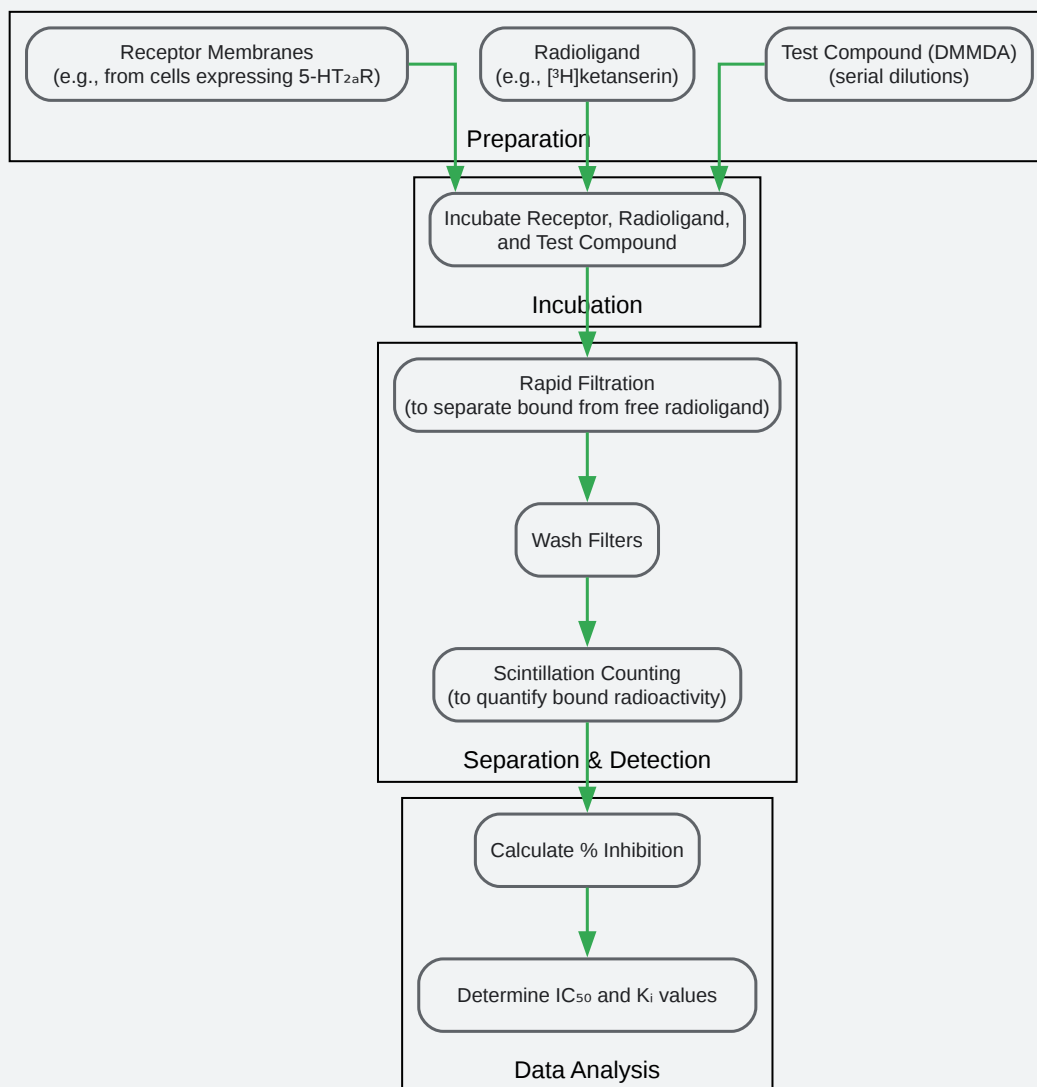 Receptor Membranes
(e.g., from cells expressing 5-HT₂ₐR)
Radioligand
(e.g., [³H]ketanserin)
Test Compound (DMMDA)
(serial dilutions)
Preparation
Incubate Receptor, Radioligand,
and Test Compound
Incubation
Rapid Filtration
(to separate bound from free radioligand)
Wash Filters
Scintillation Counting
(to quantify bound radioactivity)
Separation & Detection
Calculate % Inhibition
Determine IC₅₀ and Kᵢ values
Data Analysis